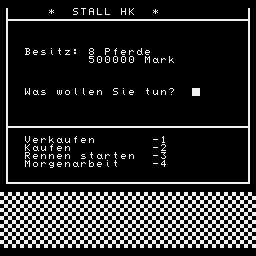 * STALL HK *
Besitz: 8 Pferde
500000 Mark
Was wollen Sie tun?
Verkaufen -1
Kaufen -2
Rennen starten -3
Morgenarbeit -4